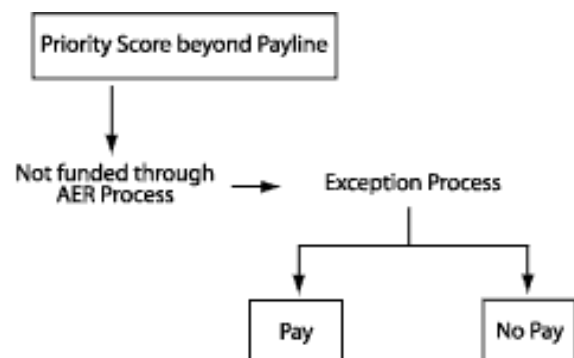 Priority Score beyond Payline
Not funded through
AER Process
Exception Process
Pay
No Pay